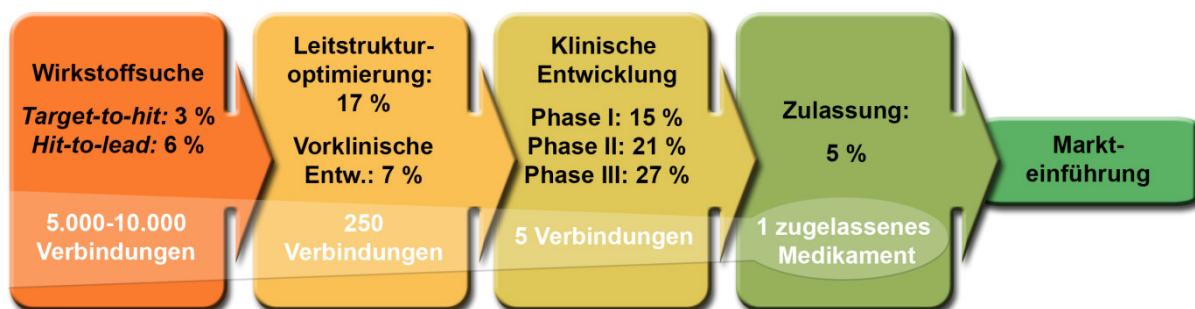 Wirkstoffsuche
Target-to-hit: 3 %
Hit-to-lead: 6 %
5.000-10.000
Verbindungen
Leitstruktur-
optimierung:
17 %
Vorklinische
Entw.: 7 %
250
Verbindungen
Klinische
Entwicklung
Phase I: 15 %
Phase II: 21 %
Phase III: 27 %
5 Verbindungen
Zulassung:
5 %
1 zugelassenes
Medikament
Markt-
einführung